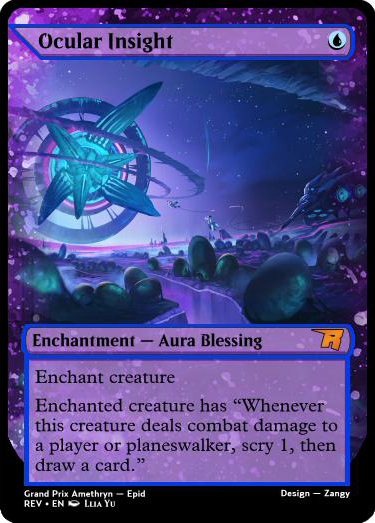 Ocular Insight
Enchantment — Aura Blessing
Enchant creature
Enchanted creature has “Whenever
this creature deals combat damage to
a player or planeswalker, scry 1, then
draw a card.”
Grand Prix Amethryn — Epid
Design — Zangy
REV • EN Leia Yu